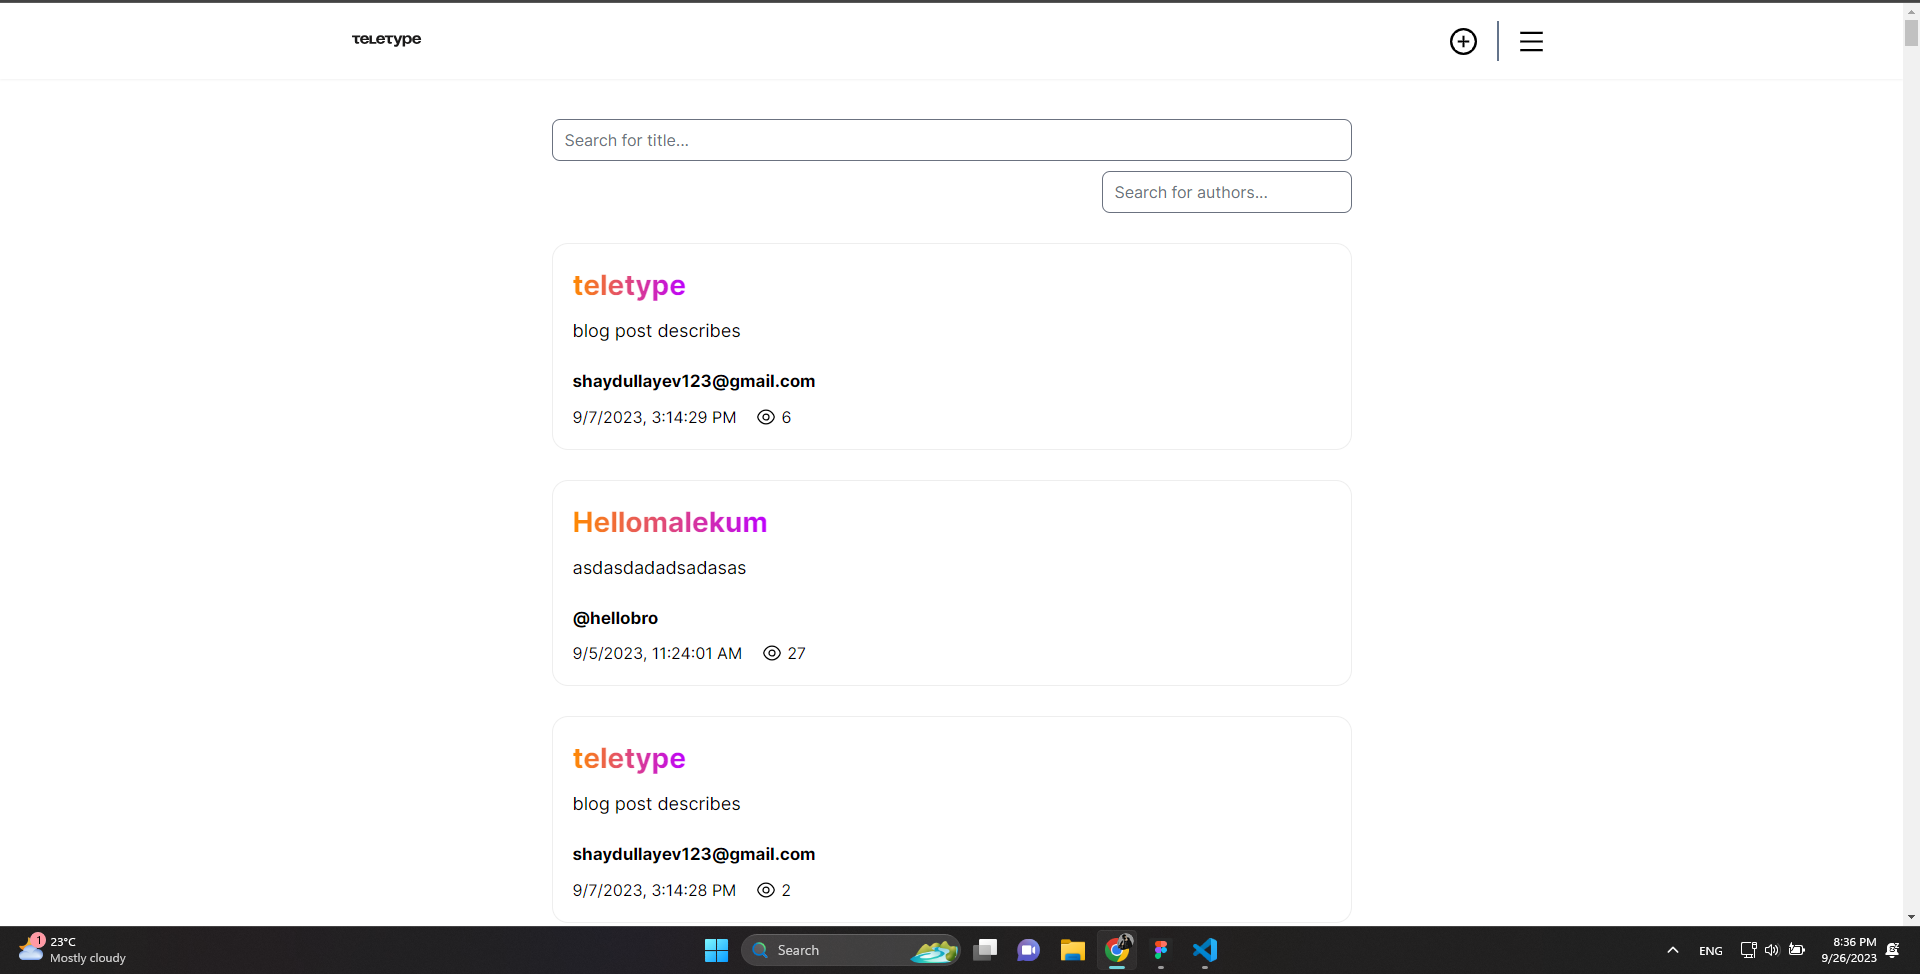 TELETYPE
Search for title...
Search for authors...
teletype
blog post describes
shaydullayev123@gmail.com
9/7/2023, 3:14:29 PM 6
Hellomalekum
asdasdadadsadasas
@hellobro
9/5/2023, 11:24:01 AM 27
teletype
blog post describes
shaydullayev123@gmail.com
9/7/2023, 3:14:28 PM 2
1
23°C
Mostly cloudy
Search
ENG
8:36 PM
9/26/2023